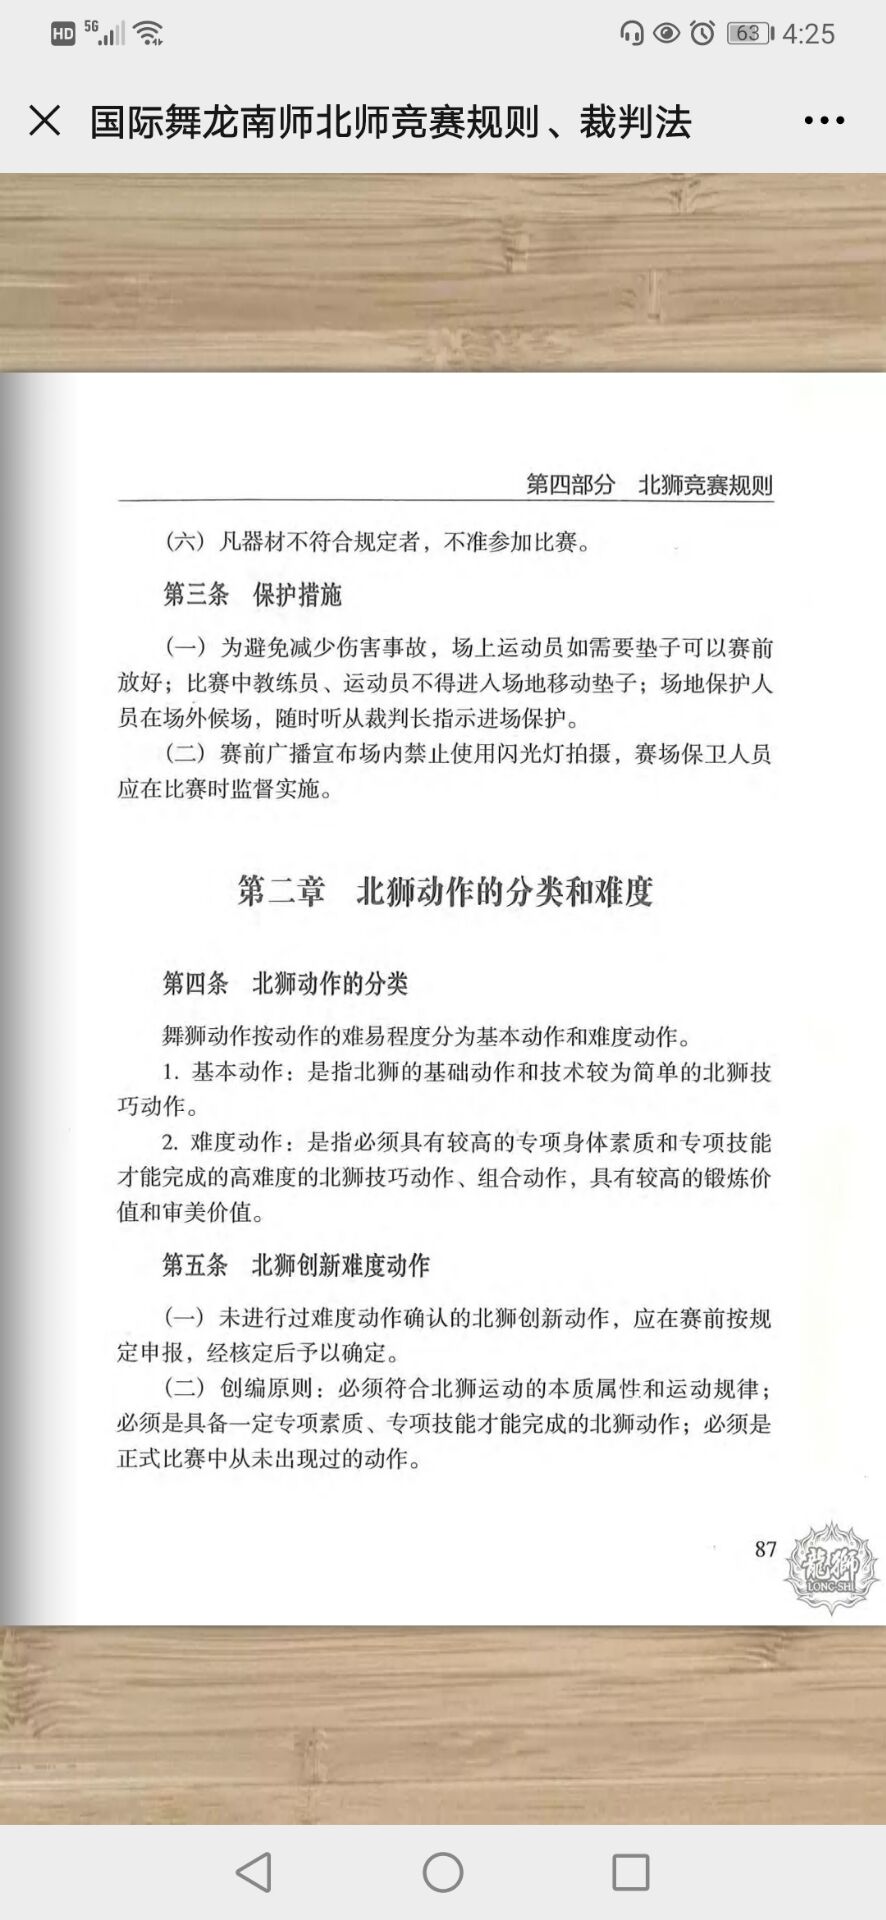 HD 5G 63 4:25
国际舞龙南师北师竞赛规则、裁判法
第四部分 北狮竞赛规则
(六) 凡器材不符合规定者，不准参加比赛。
第三条 保护措施
(一) 为避免减少伤害事故，场上运动员如需要垫子可以赛前
放好；比赛中教练员、运动员不得进入场地移动垫子；场地保护人
员在场外候场，随时听从裁判长指示进场保护。
(二) 赛前广播宣布场内禁止使用闪光灯拍摄，赛场保卫人员
应在比赛时监督实施。
第二章 北狮动作的分类和难度
第四条 北狮动作的分类
舞狮动作按动作的难易程度分为基本动作和难度动作。
1. 基本动作：是指北狮的基础动作和技术较为简单的北狮技
巧动作。
2. 难度动作：是指必须具有较高的专项身体素质和专项技能
才能完成的高难度的北狮技巧动作、组合动作，具有较高的锻炼价
值和审美价值。
第五条 北狮创新难度动作
(一) 未进行过难度动作确认的北狮创新动作，应在赛前按规
定申报，经核定后予以确定。
(二) 创编原则：必须符合北狮运动的本质属性和运动规律；
必须是具备一定专项素质、专项技能才能完成的北狮动作；必须是
正式比赛中从未出现过的动作。
87
龍獅
LONG-SHI